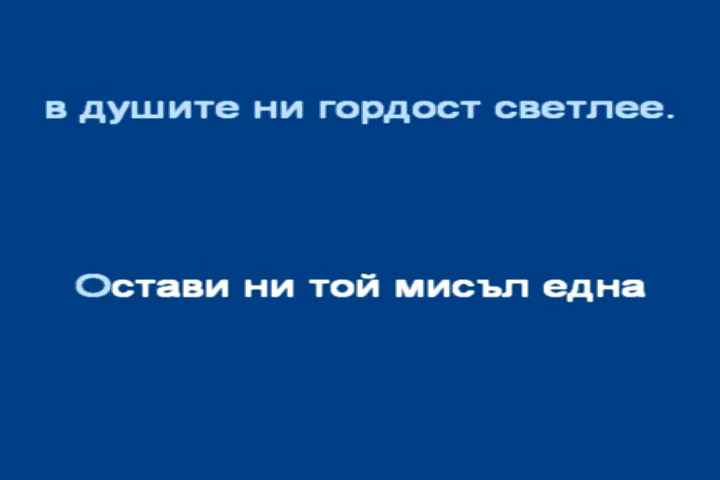 в душите ни гордост светлее.
Остави ни той мисъл една